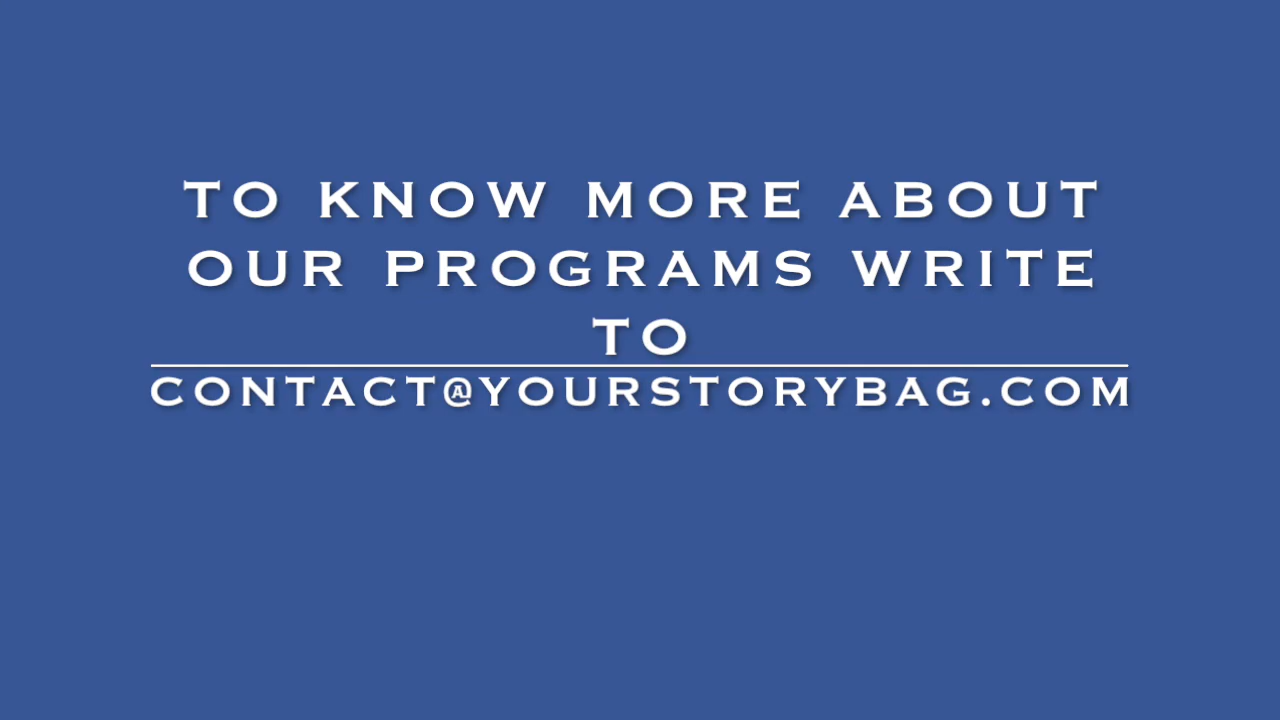 TO KNOW MORE ABOUT
OUR PROGRAMS WRITE
TO
CONTACT@YOURSTORYBAG.COM